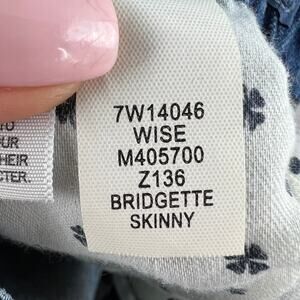 7W14046
WISE
M405700
Z136
BRIDGETTE
SKINNY